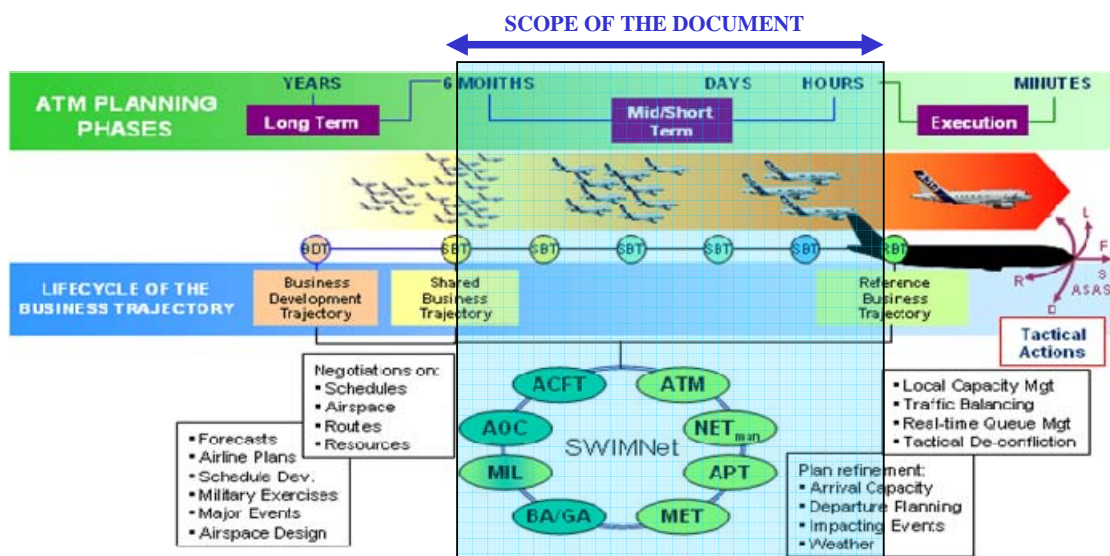 SCOPE OF THE DOCUMENT
YEARS
6 MONTHS
DAYS
HOURS
MINUTES
ATM PLANNING
PHASES
Long Term
Mid/Short
Term
Execution
BDT
SBT
SBT
SBT
SBT
SBT
RBT
L
F
S
R
ASAS
D
LIFECYCLE OF THE
BUSINESS TRAJECTORY
Business
Development
Trajectory
Shared
Business
Trajectory
Reference
Business
Trajectory
Tactical
Actions
Negotiations on:
▪ Schedules
▪ Airspace
▪ Routes
▪ Resources
▪ Forecasts
▪ Airline Plans
▪ Schedule Dev.
▪ Military Exercises
▪ Major Events
▪ Airspace Design
ACFT
ATM
AOC
NET man
SWIMNet
MIL
APT
BA/GA
MET
Plan refinement:
▪ Arrival Capacity
▪ Departure Planning
▪ Impacting Events
▪ Weather
▪ Local Capacity Mgt
▪ Traffic Balancing
▪ Real-time Queue Mgt
▪ Tactical De-confliction